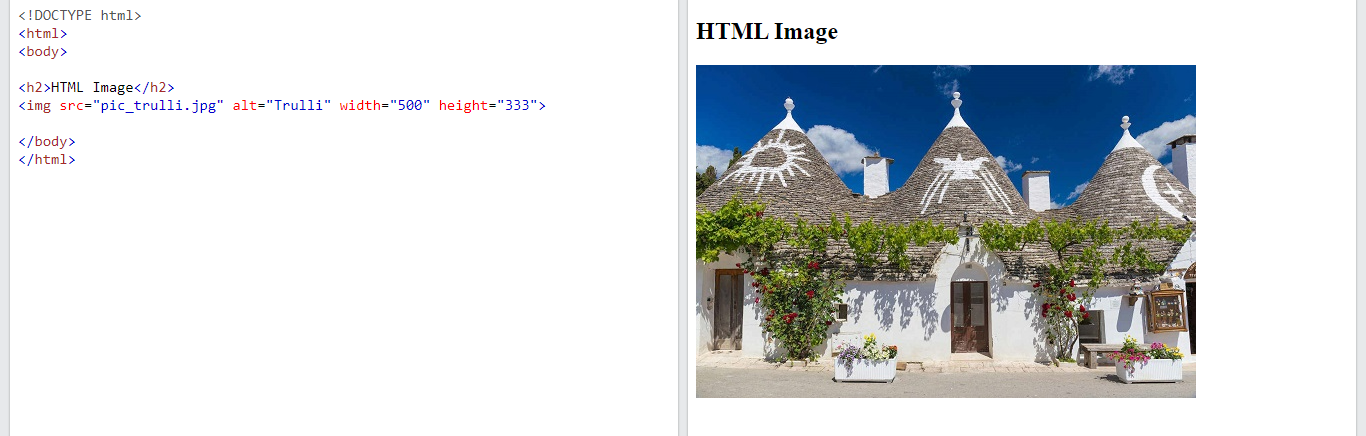 <!DOCTYPE html>
<html>
<body>
<h2>HTML Image</h2>
<img src="pic_trulli.jpg" alt="Trulli" width="500" height="333">
</body>
</html>
HTML Image